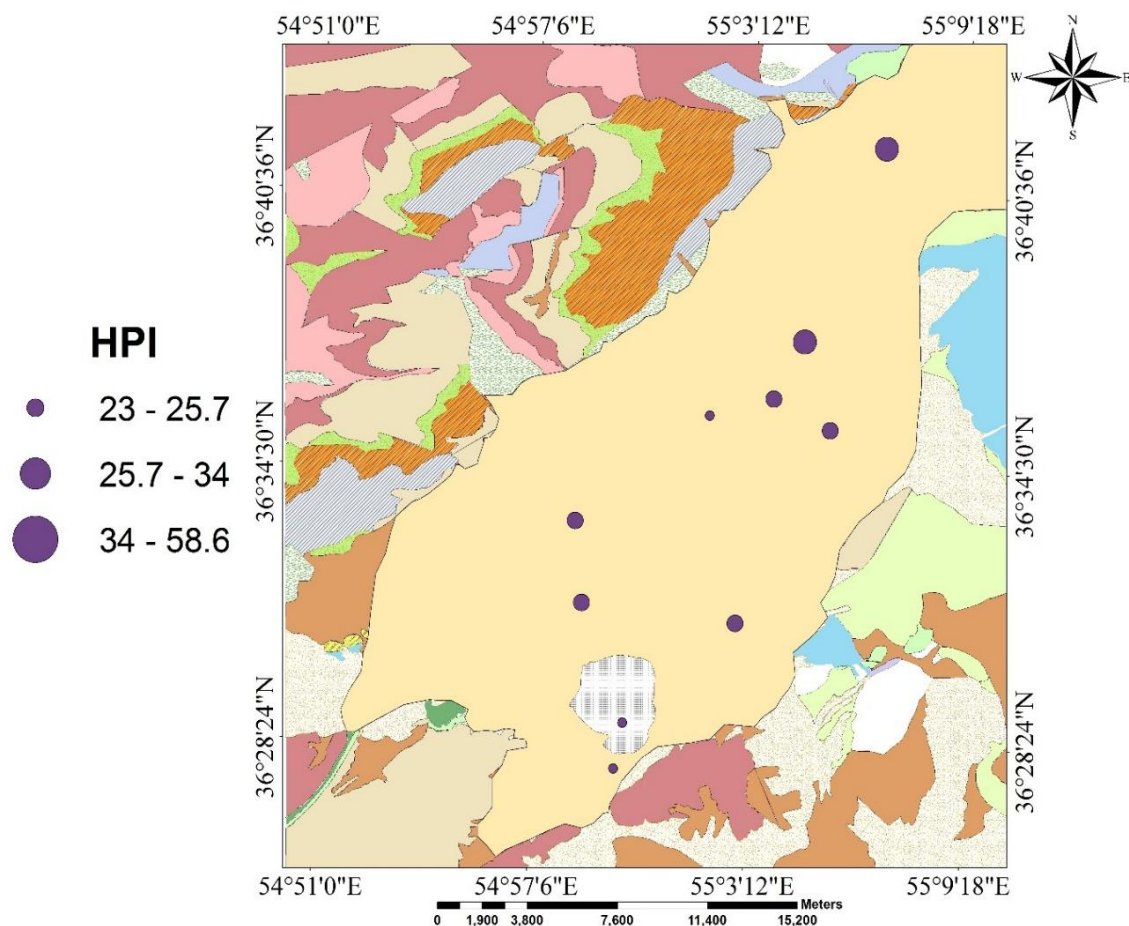 54°51'0"E 54°57'6"E 55°3'12"E 55°9'18"E
N
W E
S
36°40'36"N 36°40'36"N
HPI
23 - 25.7
25.7 - 34
34 - 58.6
36°34'30"N 36°34'30"N
36°28'24"N 36°28'24"N
54°51'0"E 54°57'6"E 55°3'12"E 55°9'18"E
Meters
0 1,900 3,800 7,600 11,400 15,200